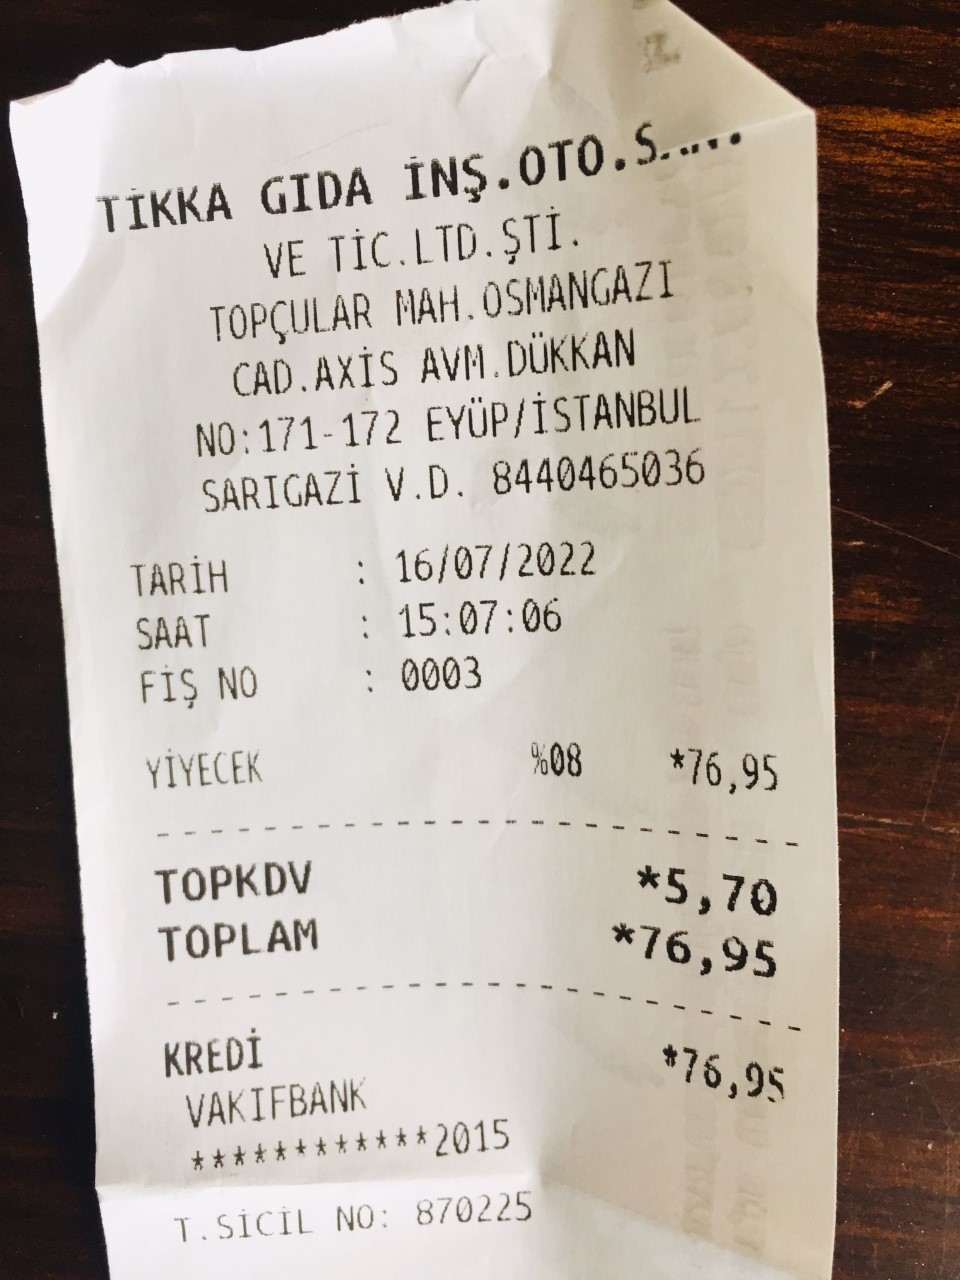 TİKKA GIDA İNŞ.OTO.S
VE TİC.LTD.ŞTİ.
TOPÇULAR MAH.OSMANGAZI
CAD.AXİS AVM.DÜKKAN
NO:171-172 EYÜP/İSTANBUL
SARIGAZİ V.D. 8440465036
TARİH : 16/07/2022
SAAT : 15:07:06
FİŞ NO : 0003
YİYECEK %08 *76,95
TOPKDV *5,70
TOPLAM *76,95
KREDİ *76,95
VAKIFBANK
************2015
T.SİCİL NO: 870225